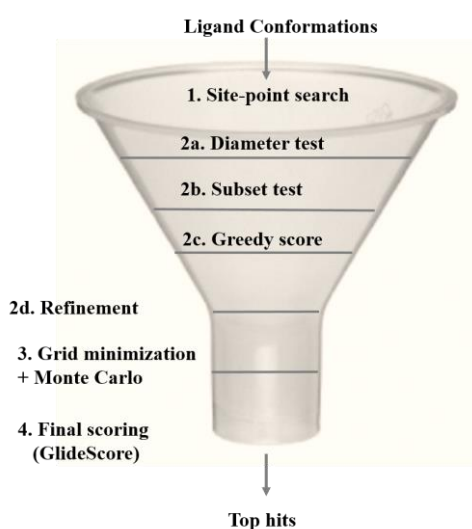 Ligand Conformations
1. Site-point search
2a. Diameter test
2b. Subset test
2c. Greedy score
2d. Refinement
3. Grid minimization
+ Monte Carlo
4. Final scoring
(GlideScore)
Top hits